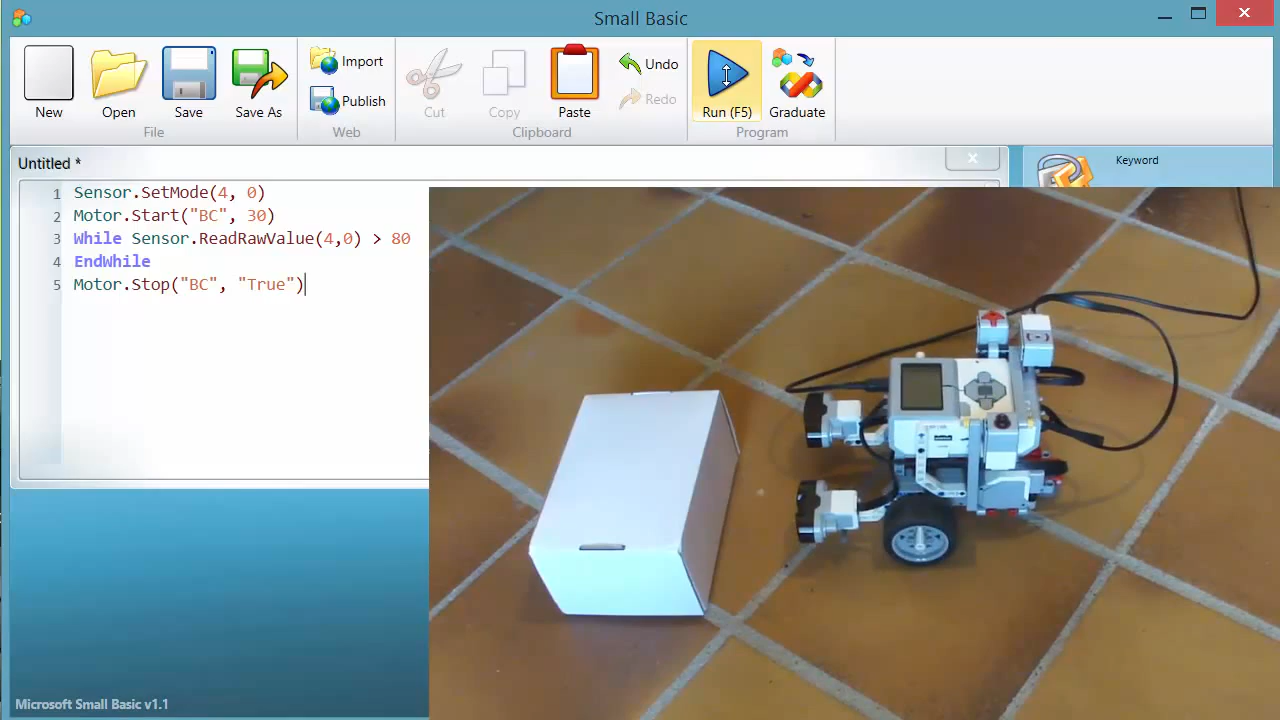 Small Basic
New
Open
Save
Save As
File
Import
Publish
Web
Cut
Copy
Paste
Undo
Redo
Clipboard
Run (F5)
Graduate
Program
Untitled *
Keyword
1 Sensor.SetMode(4, 0)
2 Motor.Start("BC", 30)
3 While Sensor.ReadRawValue(4,0) > 80
4 EndWhile
5 Motor.Stop("BC", "True")
Microsoft Small Basic v1.1